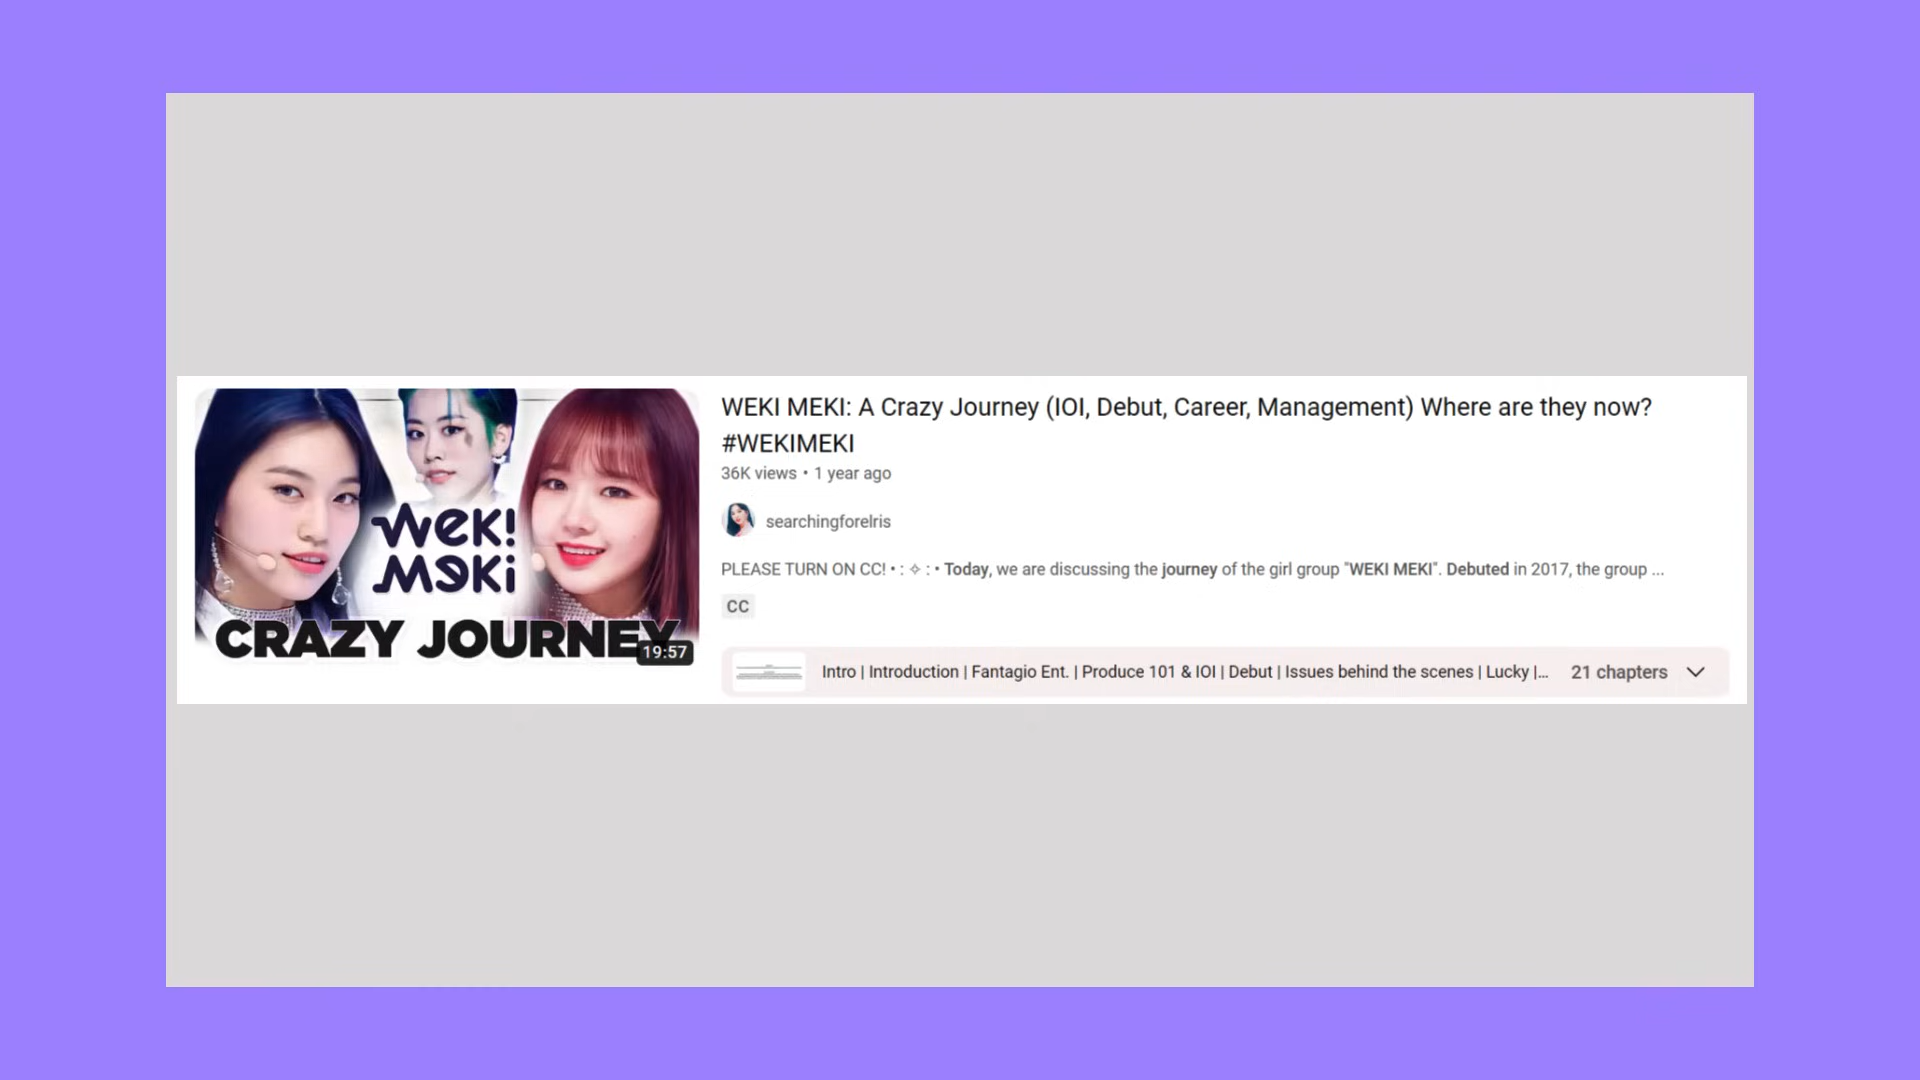 WEKI
MEKI
CRAZY JOURNEY
19:57
WEKI MEKI: A Crazy Journey (IOI, Debut, Career, Management) Where are they now?
#WEKIMEKI
36K views • 1 year ago
searchingforelris
PLEASE TURN ON CC! • : ✧ : • Today, we are discussing the journey of the girl group "WEKI MEKI". Debuted in 2017, the group ...
CC
Intro | Introduction | Fantagio Ent. | Produce 101 & IOI | Debut | Issues behind the scenes | Lucky |... 21 chapters